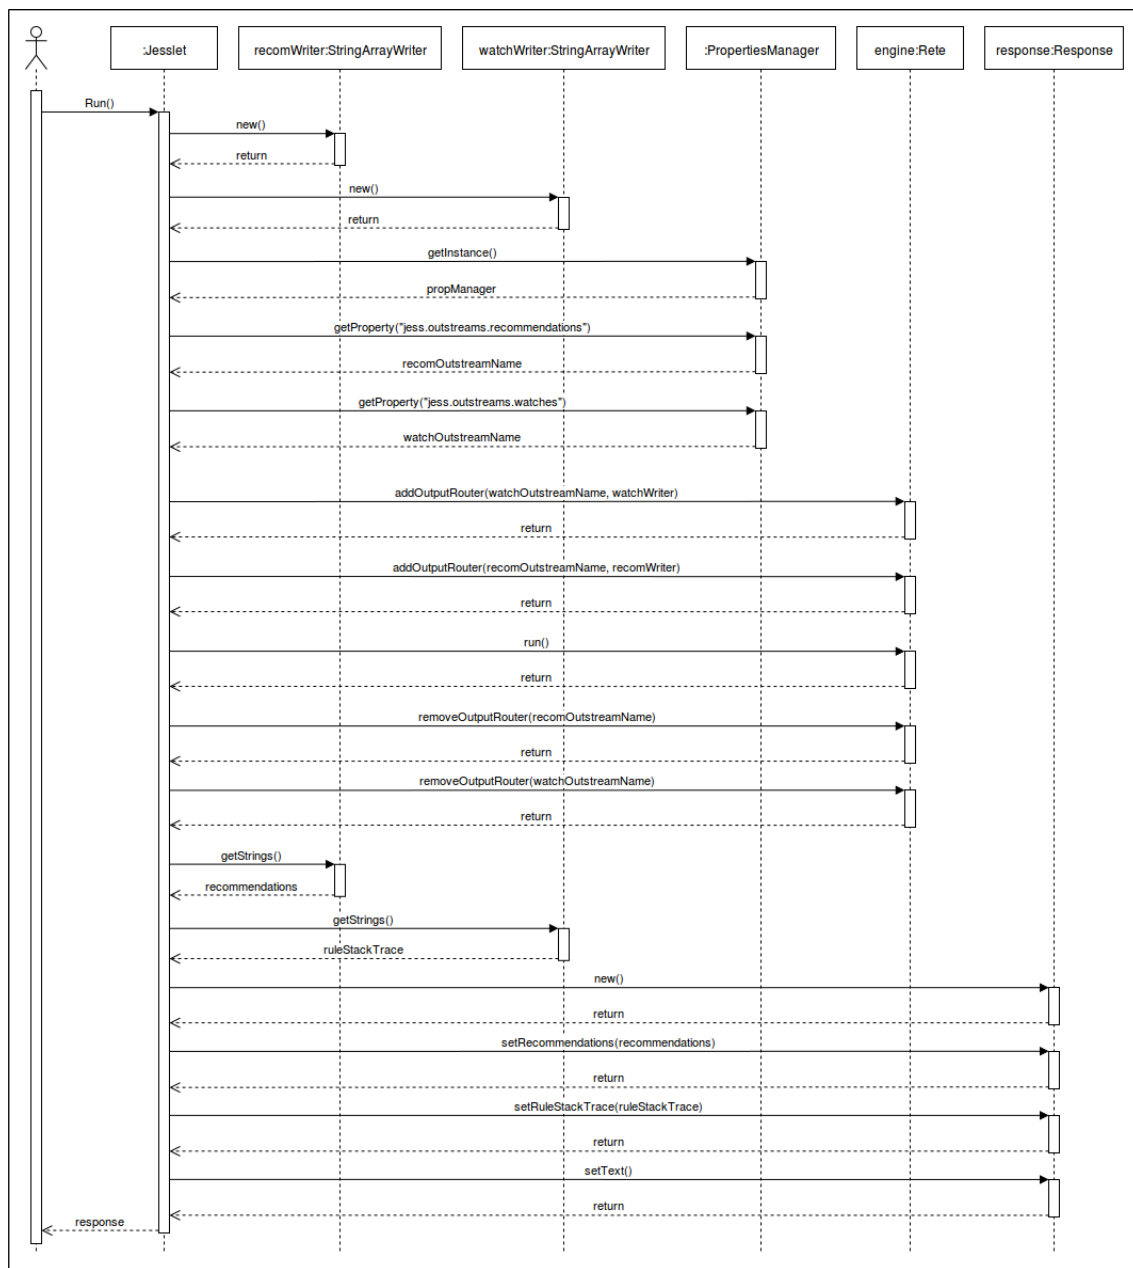 :Jesslet
recomWriter:StringArrayWriter
watchWriter:StringArrayWriter
:PropertiesManager
engine:Rete
response:Response
Run()
new()
return
new()
return
getInstance()
propManager
getProperty("jess.outstreams.recommendations")
recomOutstreamName
getProperty("jess.outstreams.watches")
watchOutstreamName
addOutputRouter(watchOutstreamName, watchWriter)
return
addOutputRouter(recomOutstreamName, recomWriter)
return
run()
return
removeOutputRouter(recomOutstreamName)
return
removeOutputRouter(watchOutstreamName)
return
getStrings()
recommendations
getStrings()
ruleStackTrace
new()
return
setRecommendations(recommendations)
return
setRuleStackTrace(ruleStackTrace)
return
setText()
return
response